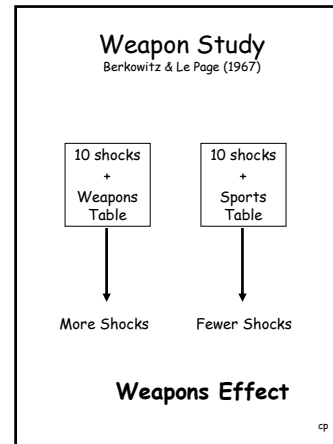 Weapon Study
Berkowitz & Le Page (1967)
10 shocks
+
Weapons
Table
10 shocks
+
Sports
Table
More Shocks
Fewer Shocks
Weapons Effect
cp